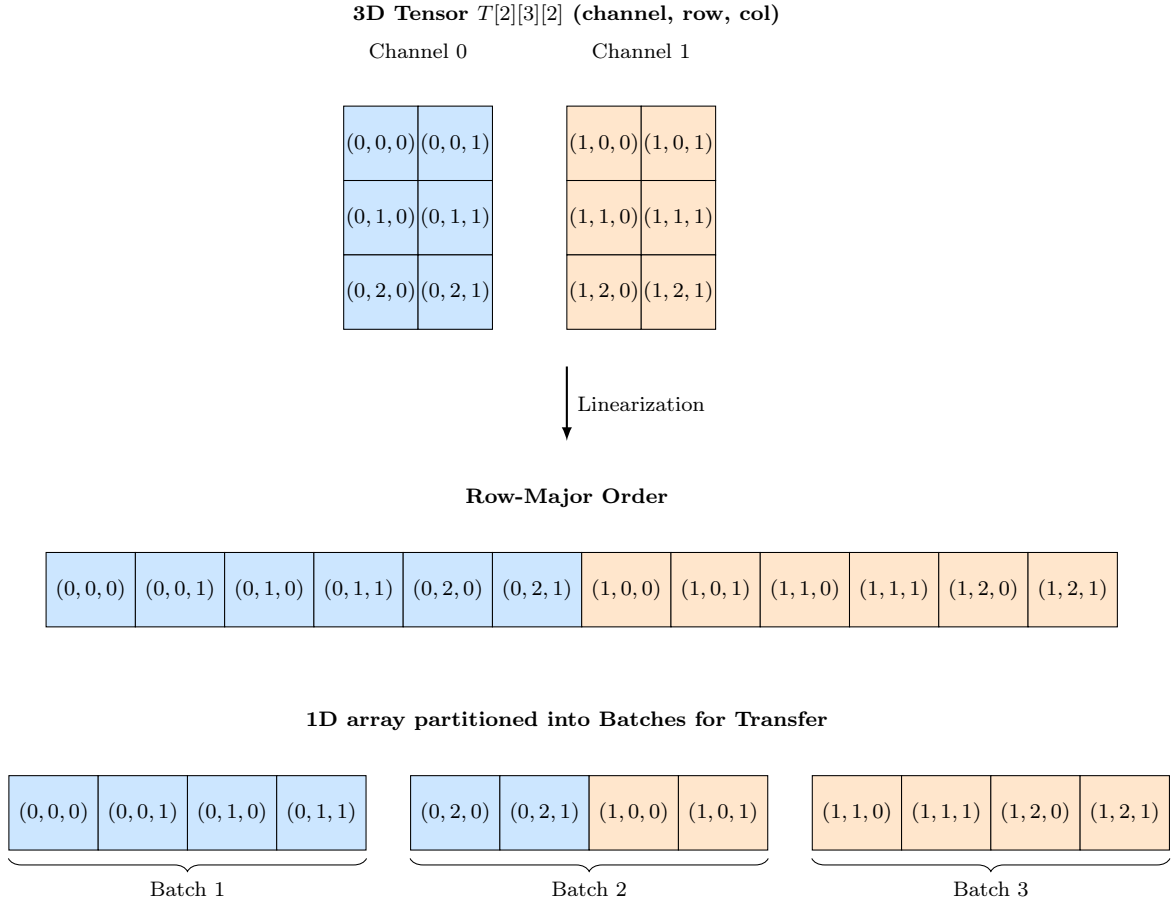 3D Tensor T[2][3][2] (channel, row, col)
Channel 0 Channel 1
(0, 0, 0) (0, 0, 1) (1, 0, 0) (1, 0, 1)
(0, 1, 0) (0, 1, 1) (1, 1, 0) (1, 1, 1)
(0, 2, 0) (0, 2, 1) (1, 2, 0) (1, 2, 1)
Linearization
Row-Major Order
(0, 0, 0) (0, 0, 1) (0, 1, 0) (0, 1, 1) (0, 2, 0) (0, 2, 1) (1, 0, 0) (1, 0, 1) (1, 1, 0) (1, 1, 1) (1, 2, 0) (1, 2, 1)
1D array partitioned into Batches for Transfer
(0, 0, 0) (0, 0, 1) (0, 1, 0) (0, 1, 1) (0, 2, 0) (0, 2, 1) (1, 0, 0) (1, 0, 1) (1, 1, 0) (1, 1, 1) (1, 2, 0) (1, 2, 1)
Batch 1 Batch 2 Batch 3